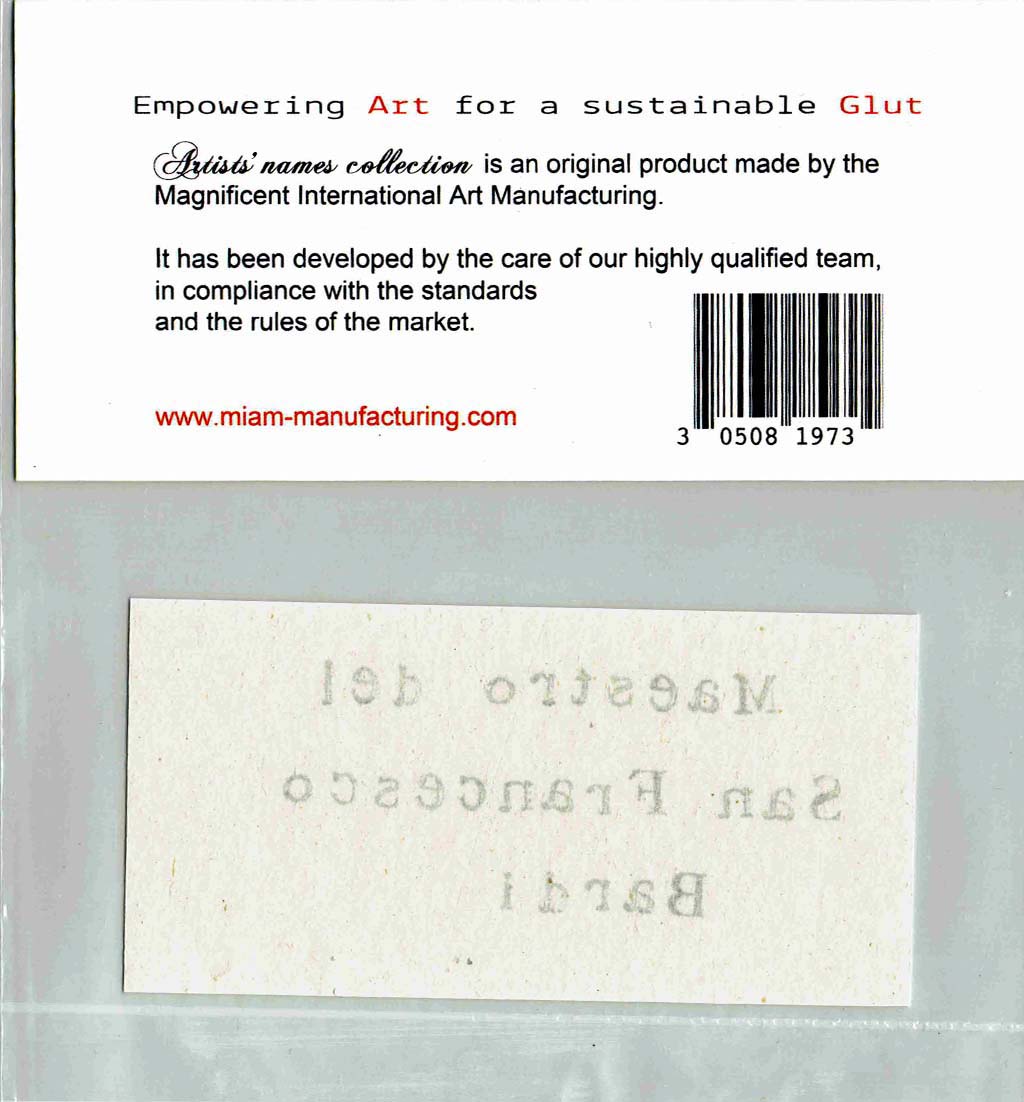 Empowering Art for a sustainable Glut
Artists' names collection is an original product made by the
Magnificent International Art Manufacturing.
It has been developed by the care of our highly qualified team,
in compliance with the standards
and the rules of the market.
www.miam-manufacturing.com
3 0508 1973
Maestro del
San Francesco
Bardi